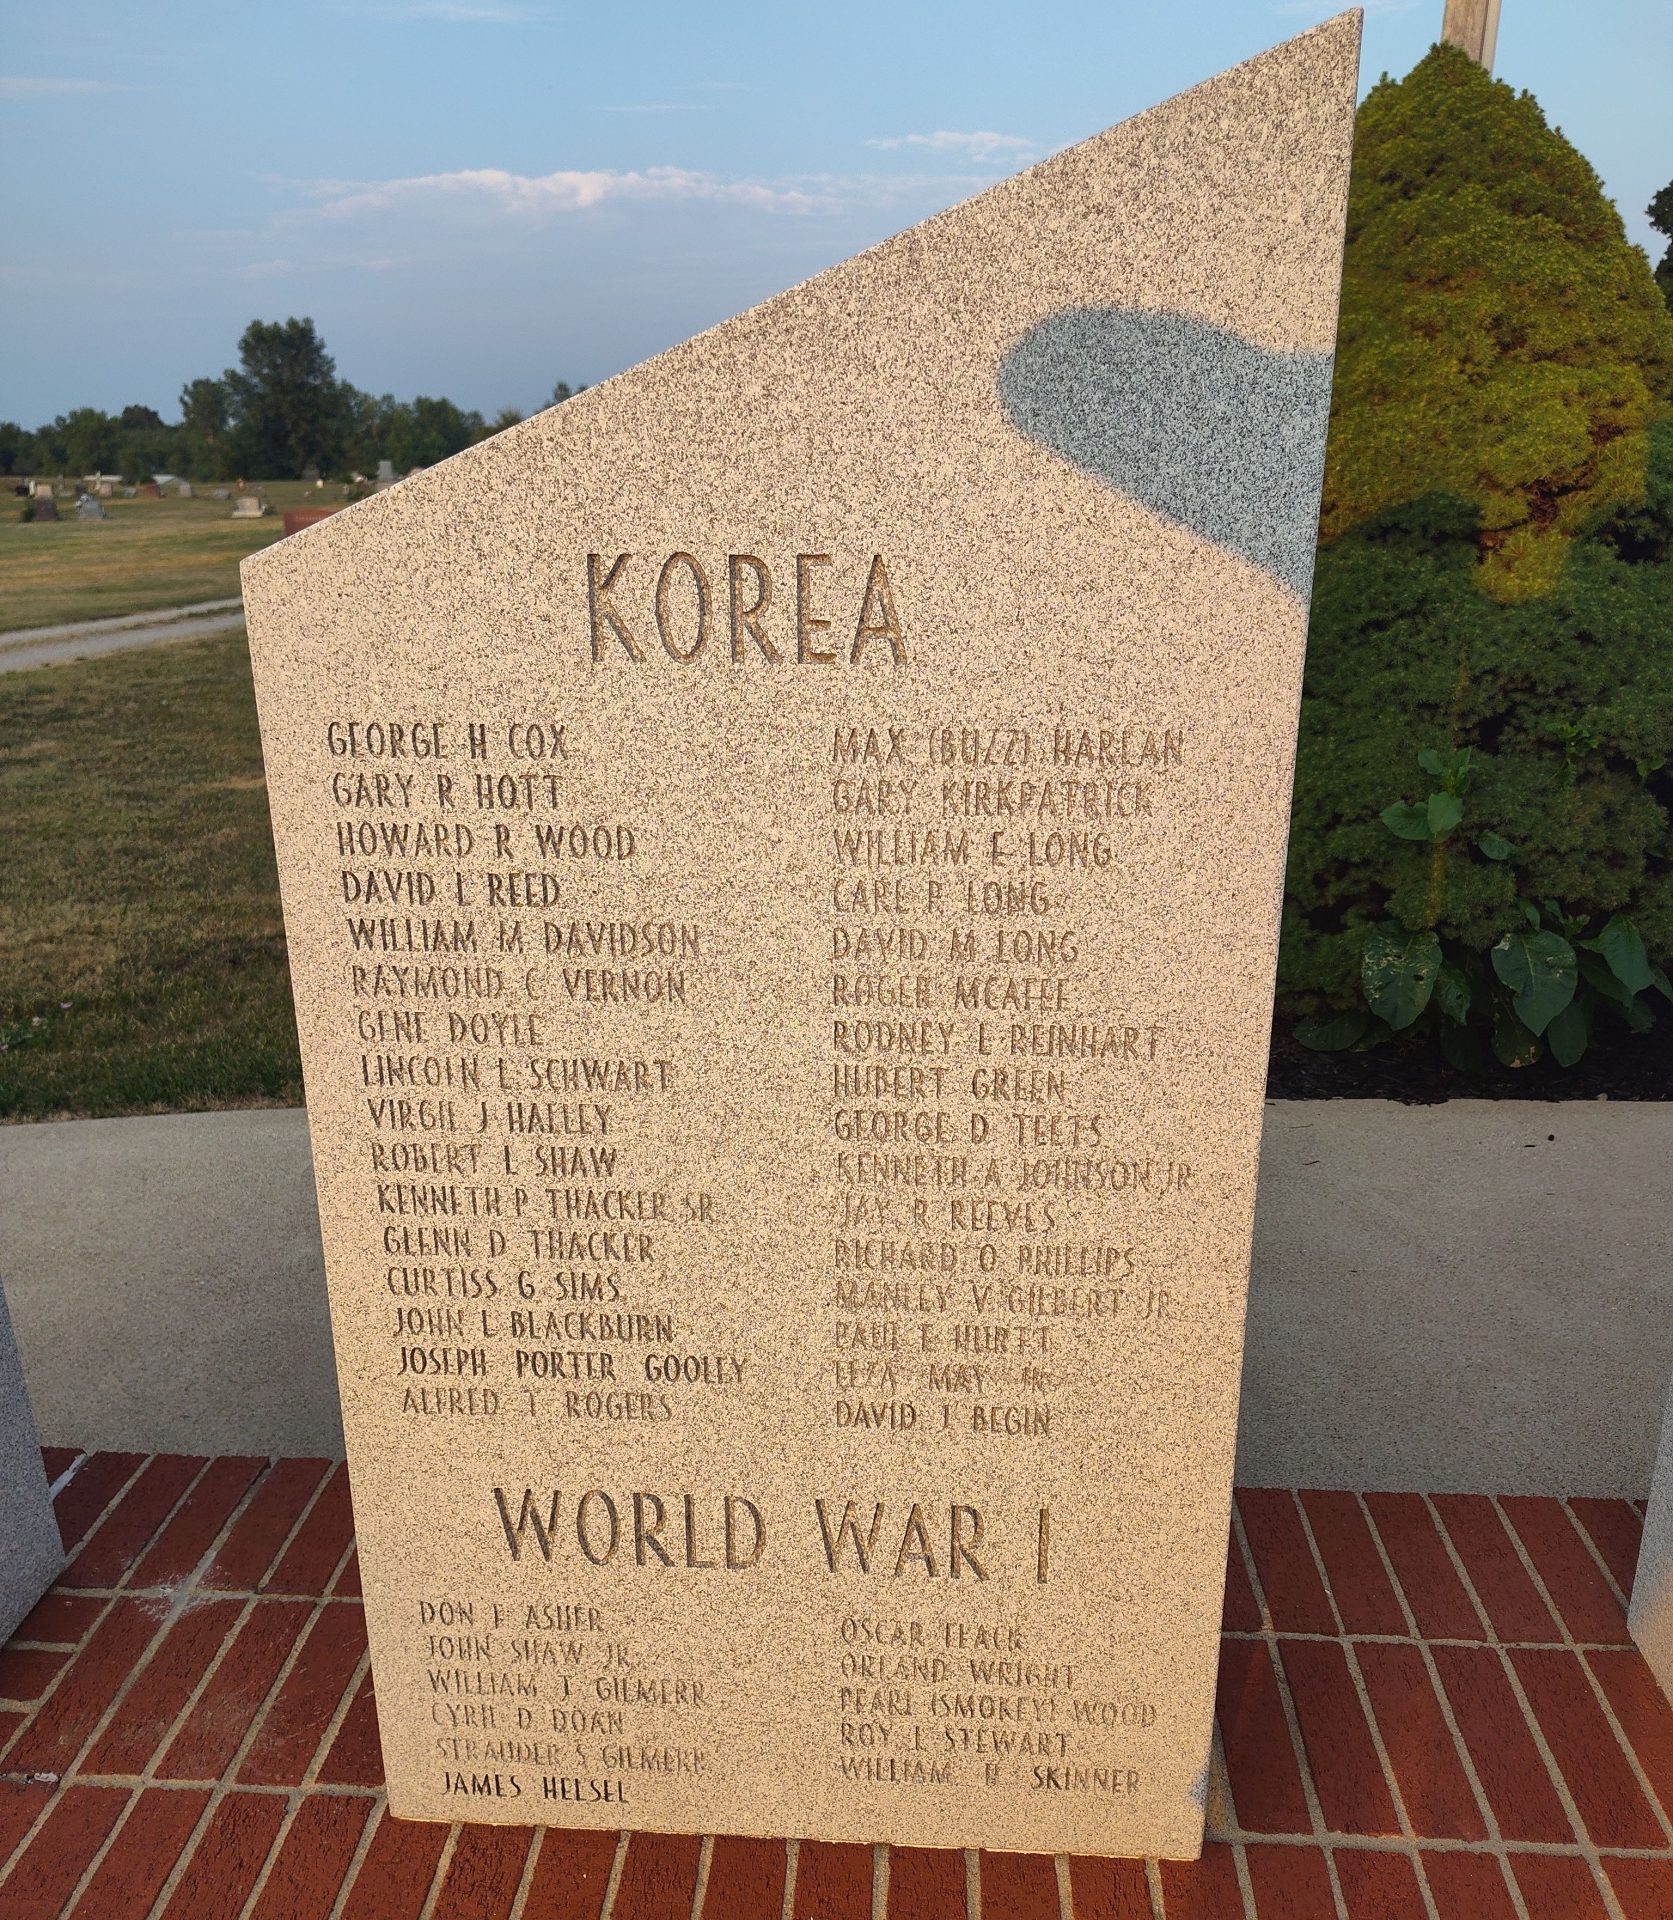 KOREA
GEORGE H COX
GARY R HOTT
HOWARD R WOOD
DAVID L REED
WILLIAM M DAVIDSON
RAYMOND C VERNON
GENE DOYLE
LINCOLN L SCHWART
VIRGIL J HALLEY
ROBERT L SHAW
KENNETH P THACKER SR
GLENN D THACKER
CURTISS G SIMS
JOHN L BLACKBURN
JOSEPH PORTER GOOLEY
ALFRED T ROGERS
MAX (BUZZ) HARLAN
GARY KIRKPATRICK
WILLIAM E LONG
CARL P LONG
DAVID M LONG
ROGER MCAFEE
RODNEY L REINHART
HUBERT GREEN
GEORGE D TEETS
KENNETH A JOHNSON JR
JAY R REEVES
RICHARD O PHILLIPS
MANLEY V GILBERT JR
PAUL E HURTT
ELZA MAY JR
DAVID J BEGIN
WORLD WAR I
DON F ASHER
JOHN SHAW JR
WILLIAM T GILMERR
CYRIL D DOAN
STRAUDER S GILMERR
JAMES HELSEL
OSCAR
ORLAND WRIGHT
PEARL (SMOKEY) WOOD
ROY L STEWART
WILLIAM H SKINNER